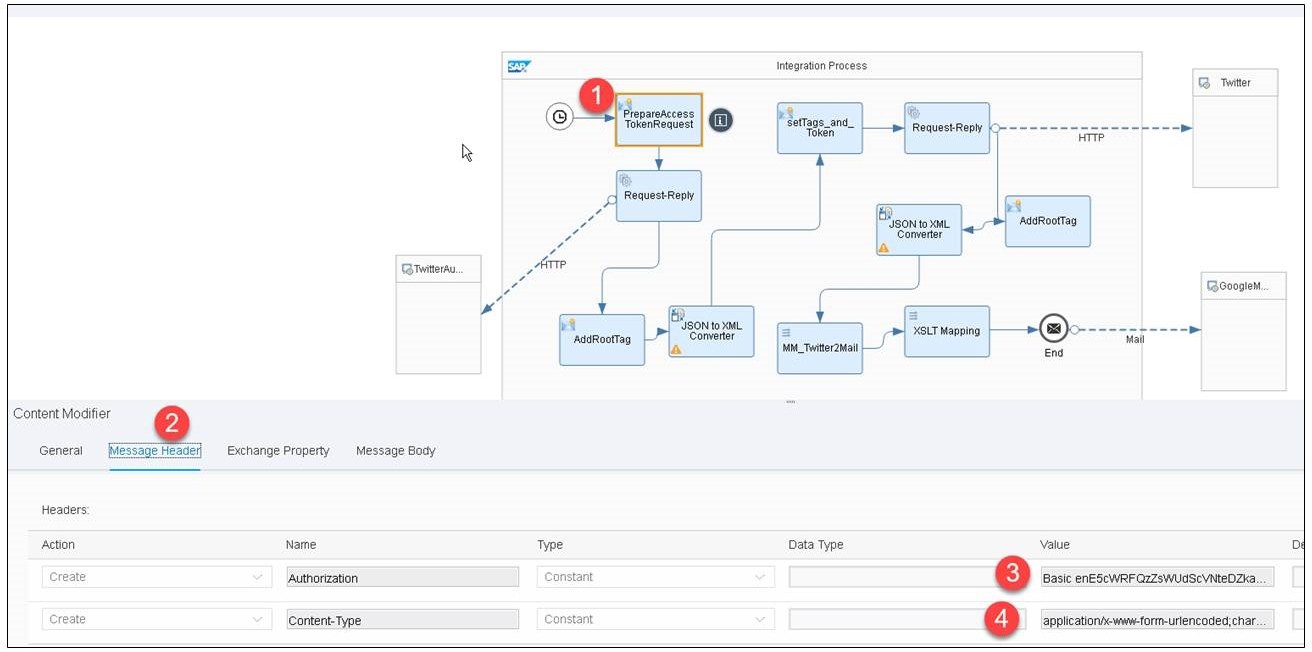 SAP
Integration Process
1
PrepareAccess
TokenRequest
setTags_and_
Token
Request-Reply
HTTP
Twitter
Request-Reply
JSON to XML
Converter
AddRootTag
TwitterAu...
HTTP
GoogleM...
AddRootTag
JSON to XML
Converter
MM_Twitter2Mail
XSLT Mapping
End
Mail
Content Modifier
2
General
Message Header
Exchange Property
Message Body
Headers:
Action Name Type Data Type Value De
Create Authorization Constant 3 Basic enE5cWRFQzZsWUdScVNteDZka...
Create Content-Type Constant 4 application/x-www-form-urlencoded;char...